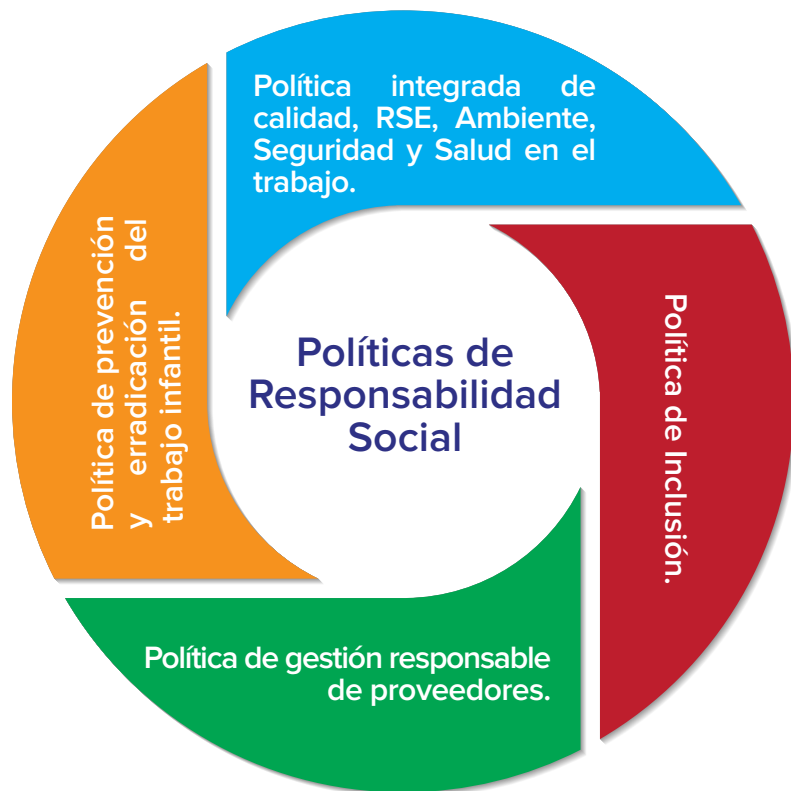 Política integrada de
calidad, RSE, Ambiente,
Seguridad y Salud en el
trabajo.
Política de prevención
y erradicación del
trabajo infantil.
Políticas de
Responsabilidad
Social
Política de Inclusión.
Política de gestión responsable
de proveedores.